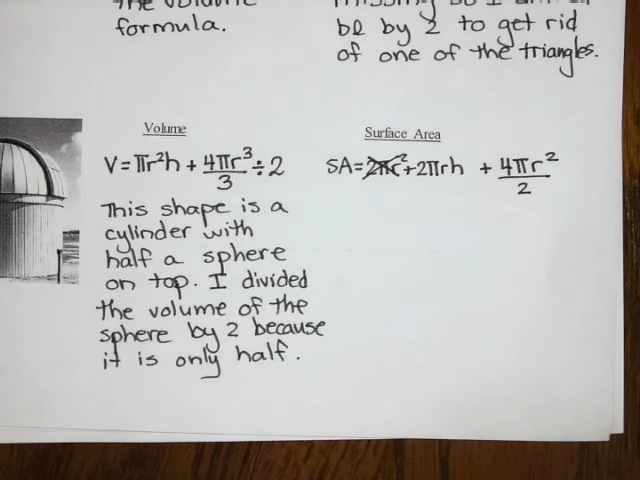 the volume
formula.
be by 2 to get rid
of one of the triangles.
Volume
V = πr²h + 4πr³/3 ÷ 2
This shape is a
cylinder with
half a sphere
on top. I divided
the volume of the
sphere by 2 because
it is only half.
Surface Area
SA = 2πr² + 2πrh + 4πr²/2